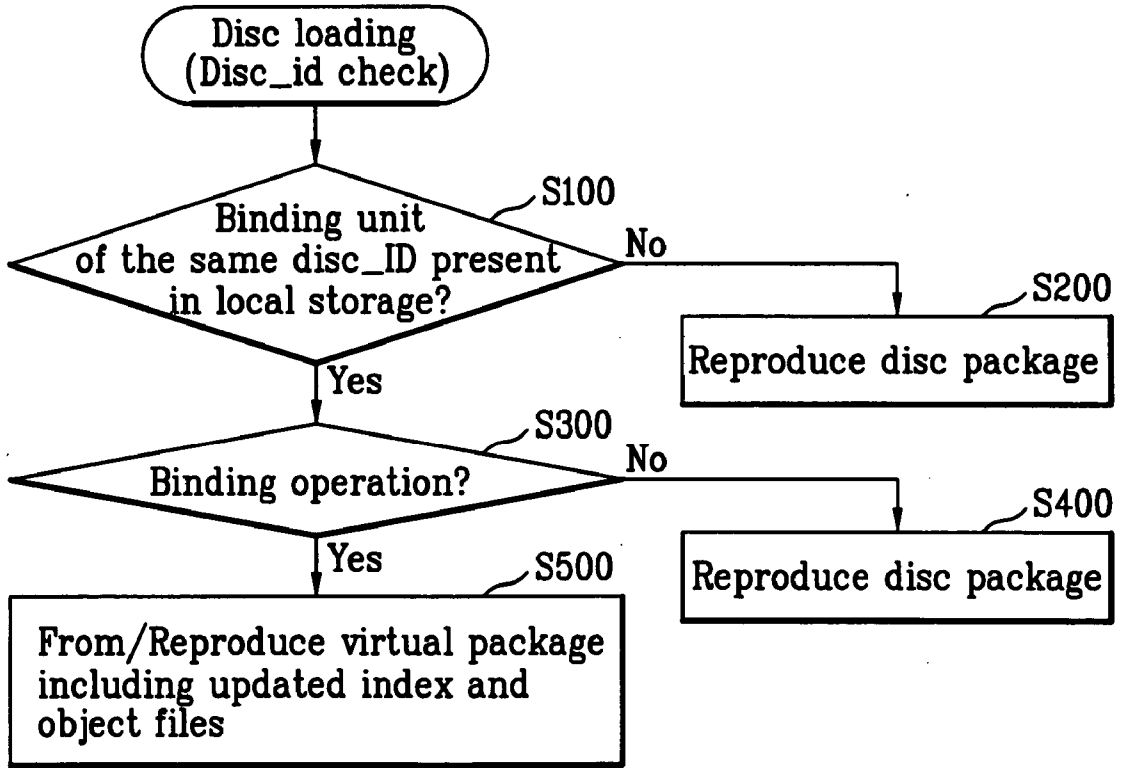 Disc loading
(Disc_id check)
S100
Binding unit
of the same disc_ID present
in local storage?
No
S200
Reproduce disc package
Yes
S300
Binding operation?
No
S400
Reproduce disc package
Yes
S500
From/Reproduce virtual package
including updated index and
object files